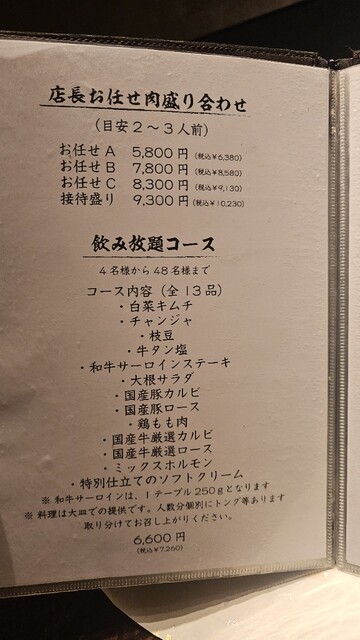 店長お任せ肉盛り合わせ
(目安2〜3人前)
お任せA 5,800円 (税込¥6,380)
お任せB 7,800円 (税込¥8,580)
お任せC 8,300円 (税込¥9,130)
接待盛り 9,300円 (税込¥10,230)
飲み放題コース
4名様から48名様まで
コース内容(全13品)
・白菜キムチ
・チャンジャ
・枝豆
・牛タン塩
・和牛サーロインステーキ
・大根サラダ
・国産豚カルビ
・国産豚ロース
・鶏もも肉
・国産牛厳選カルビ
・国産牛厳選ロース
・ミックスホルモン
・特別仕立てのソフトクリーム
※和牛サーロインは、1テーブル250gとなります
※料理は大皿での提供です。人数分個別にトング等あります
取り分けてお召し上がりください。
6,600円
(税込¥7,260)